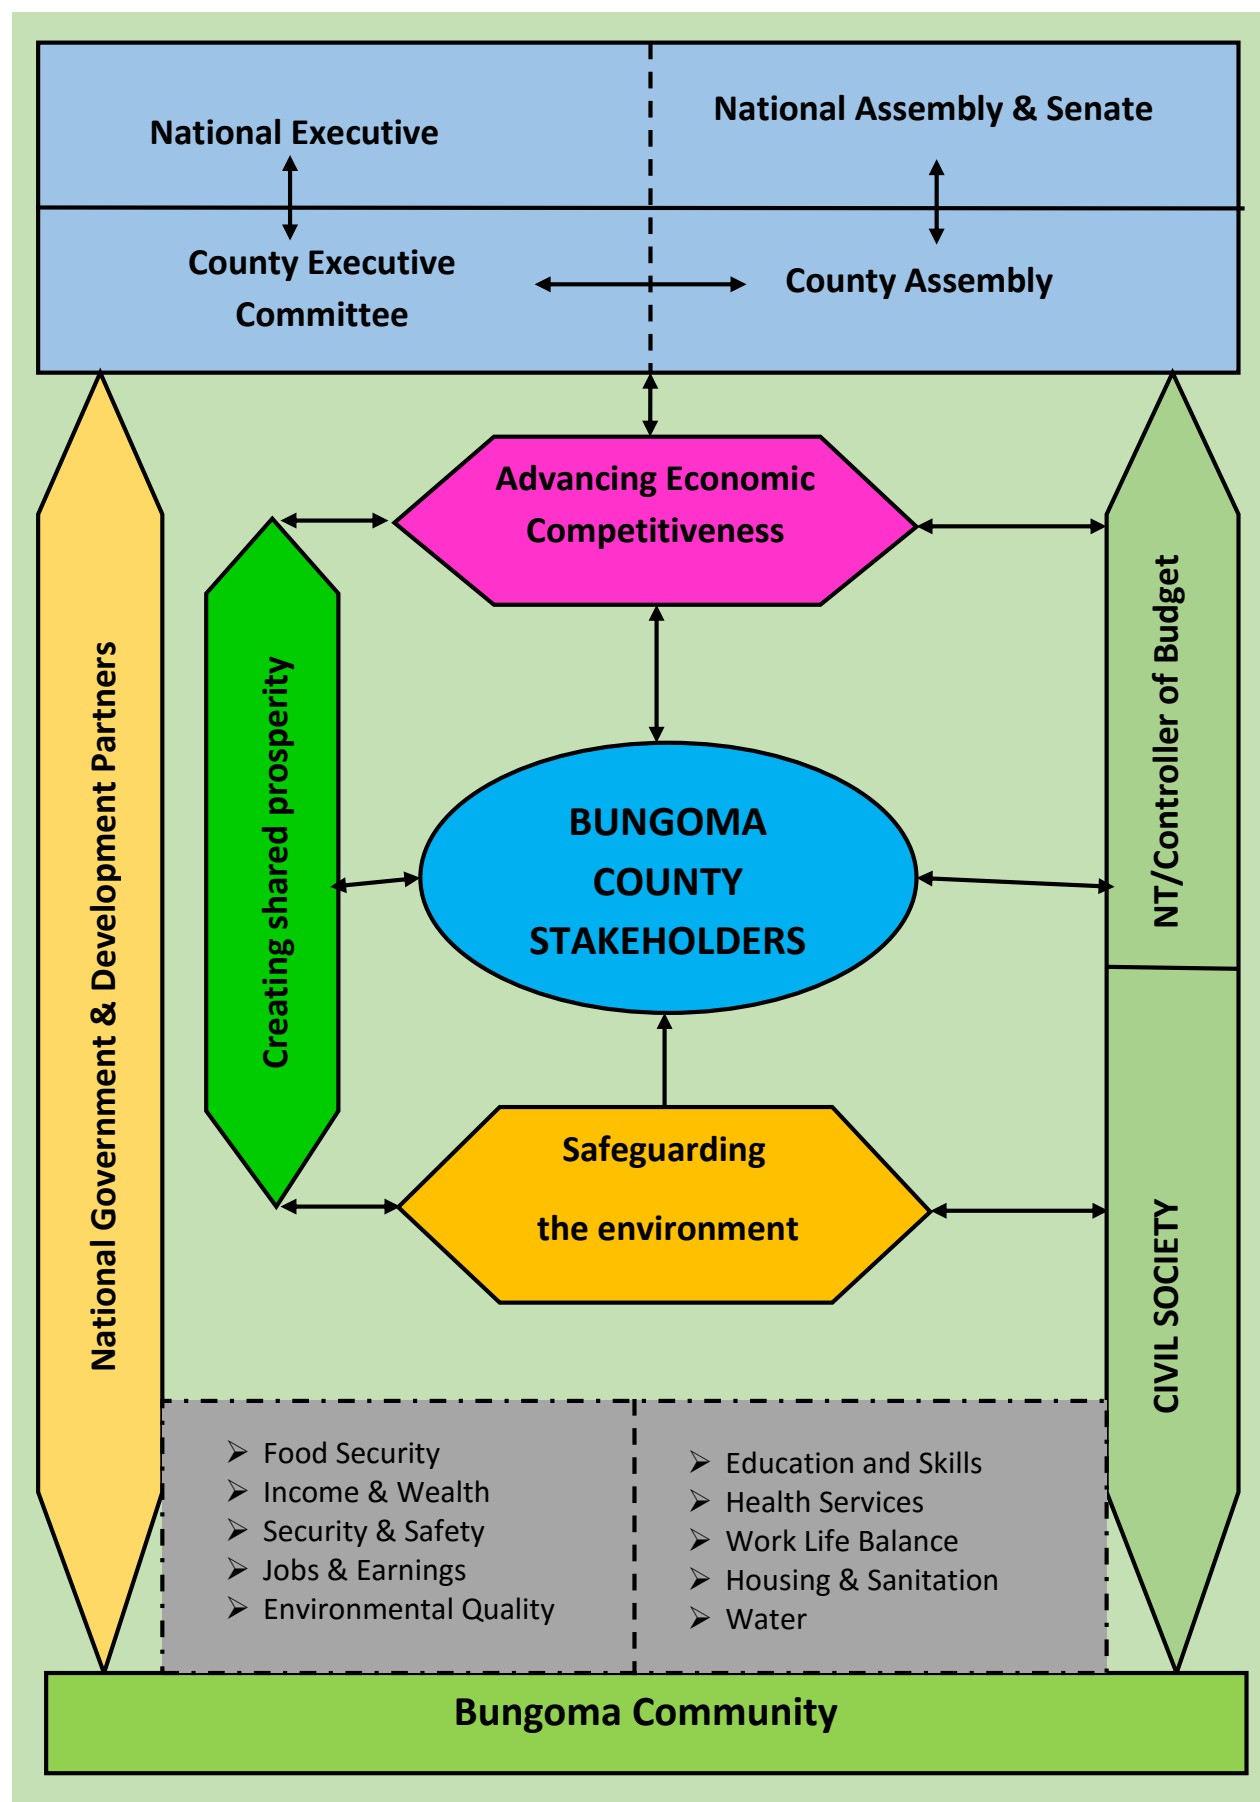 National Executive
National Assembly & Senate
County Executive
Committee
County Assembly
Advancing Economic
Competitiveness
National Government & Development Partners
Creating shared prosperity
BUNGOMA
COUNTY
STAKEHOLDERS
NT/Controller of Budget
CIVIL SOCIETY
Safeguarding
the environment
➢ Food Security
➢ Income & Wealth
➢ Security & Safety
➢ Jobs & Earnings
➢ Environmental Quality
➢ Education and Skills
➢ Health Services
➢ Work Life Balance
➢ Housing & Sanitation
➢ Water
Bungoma Community